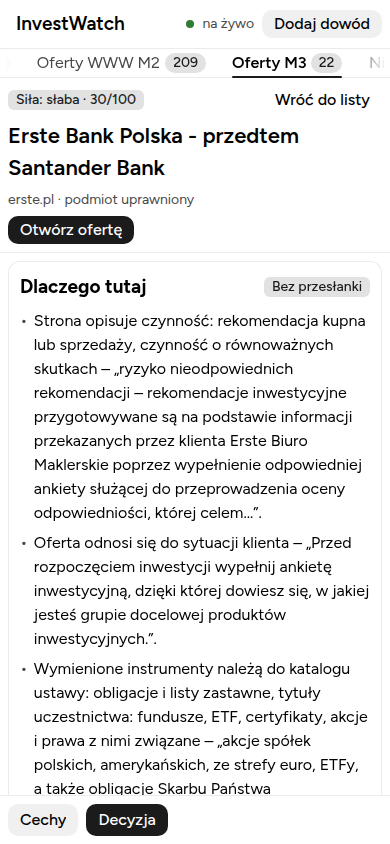 InvestWatch
na żywo
Dodaj dowód
Oferty WWW M2 209
Oferty M3 22
Siła: słaba · 30/100
Wróć do listy
Erste Bank Polska - przedtem
Santander Bank
erste.pl · podmiot uprawniony
Otwórz ofertę
Dlaczego tutaj
Bez przesłanki
• Strona opisuje czynność: rekomendacja kupna
lub sprzedaży, czynność o równoważnych
skutkach – „ryzyko nieodpowiednich
rekomendacji – rekomendacje inwestycyjne
przygotowywane są na podstawie informacji
przekazanych przez klienta Erste Biuro
Maklerskie poprzez wypełnienie odpowiedniej
ankiety służącej do przeprowadzenia oceny
odpowiedniości, której celem...”.
• Oferta odnosi się do sytuacji klienta – „Przed
rozpoczęciem inwestycji wypełnij ankietę
inwestycyjną, dzięki której dowiesz się, w jakiej
jesteś grupie docelowej produktów
inwestycyjnych.”.
• Wymienione instrumenty należą do katalogu
ustawy: obligacje i listy zastawne, tytuły
uczestnictwa: fundusze, ETF, certyfikaty, akcje
i prawa z nimi związane – „akcje spółek
polskich, amerykańskich, ze strefy euro, ETFy,
a także obligacje Skarbu Państwa
Cechy
Decyzja